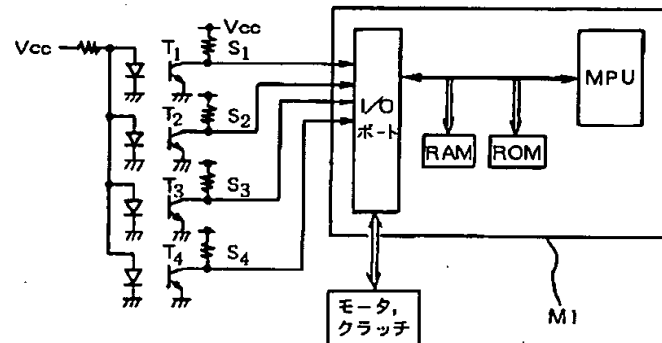 Vcc
Vcc
T1
S1
T2
S2
T3
S3
T4
S4
I/O
ポート
MPU
RAM
ROM
モータ,
クラッチ
M1